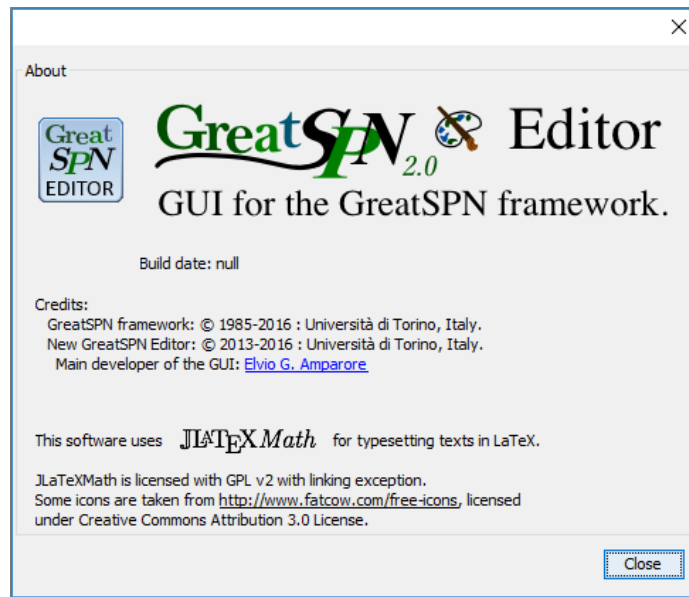 About
Great
SPN
EDITOR
GreatSPN 2.0 Editor
GUI for the GreatSPN framework.
Build date: null
Credits:
GreatSPN framework: © 1985-2016 : Università di Torino, Italy.
New GreatSPN Editor: © 2013-2016 : Università di Torino, Italy.
Main developer of the GUI: Elvio G. Amparore
This software uses JLATEXMath for typesetting texts in LaTeX.
JLaTeXMath is licensed with GPL v2 with linking exception.
Some icons are taken from http://www.fatcow.com/free-icons, licensed
under Creative Commons Attribution 3.0 License.
Close